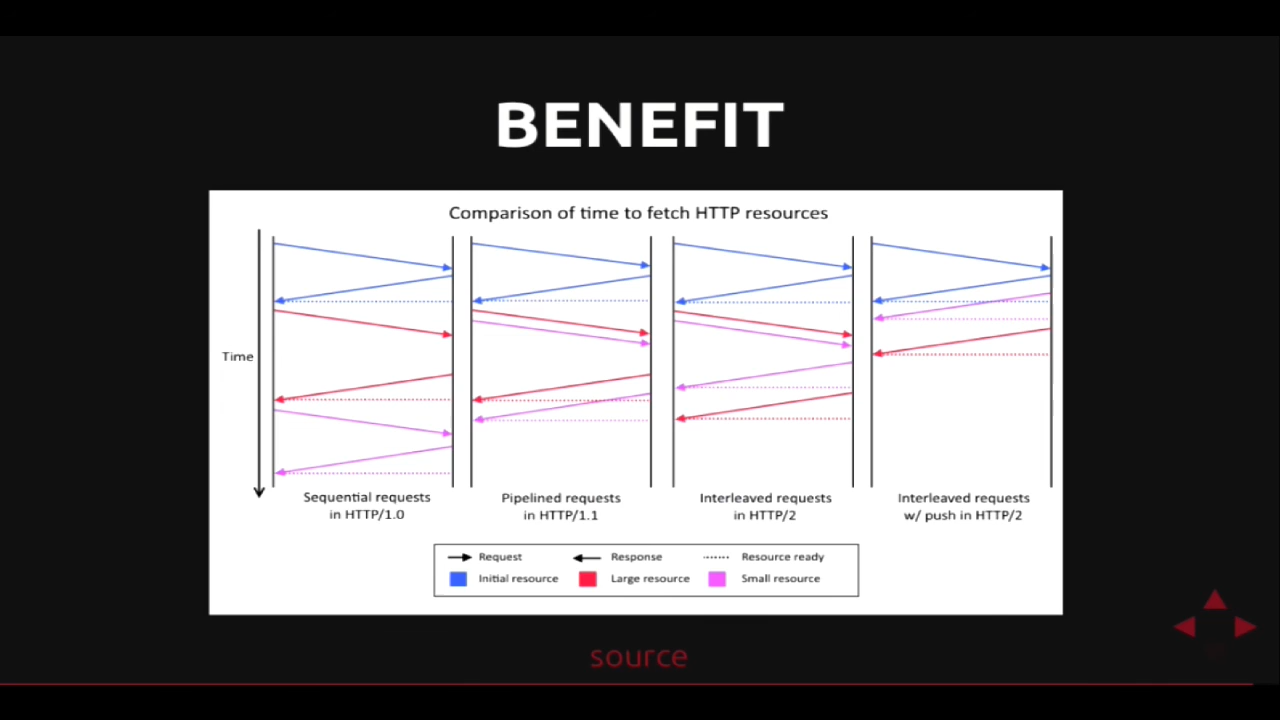 BENEFIT
Comparison of time to fetch HTTP resources
Time
Sequential requests
in HTTP/1.0
Pipelined requests
in HTTP/1.1
Interleaved requests
in HTTP/2
Interleaved requests
w/ push in HTTP/2
Request Response Resource ready
Initial resource Large resource Small resource
source